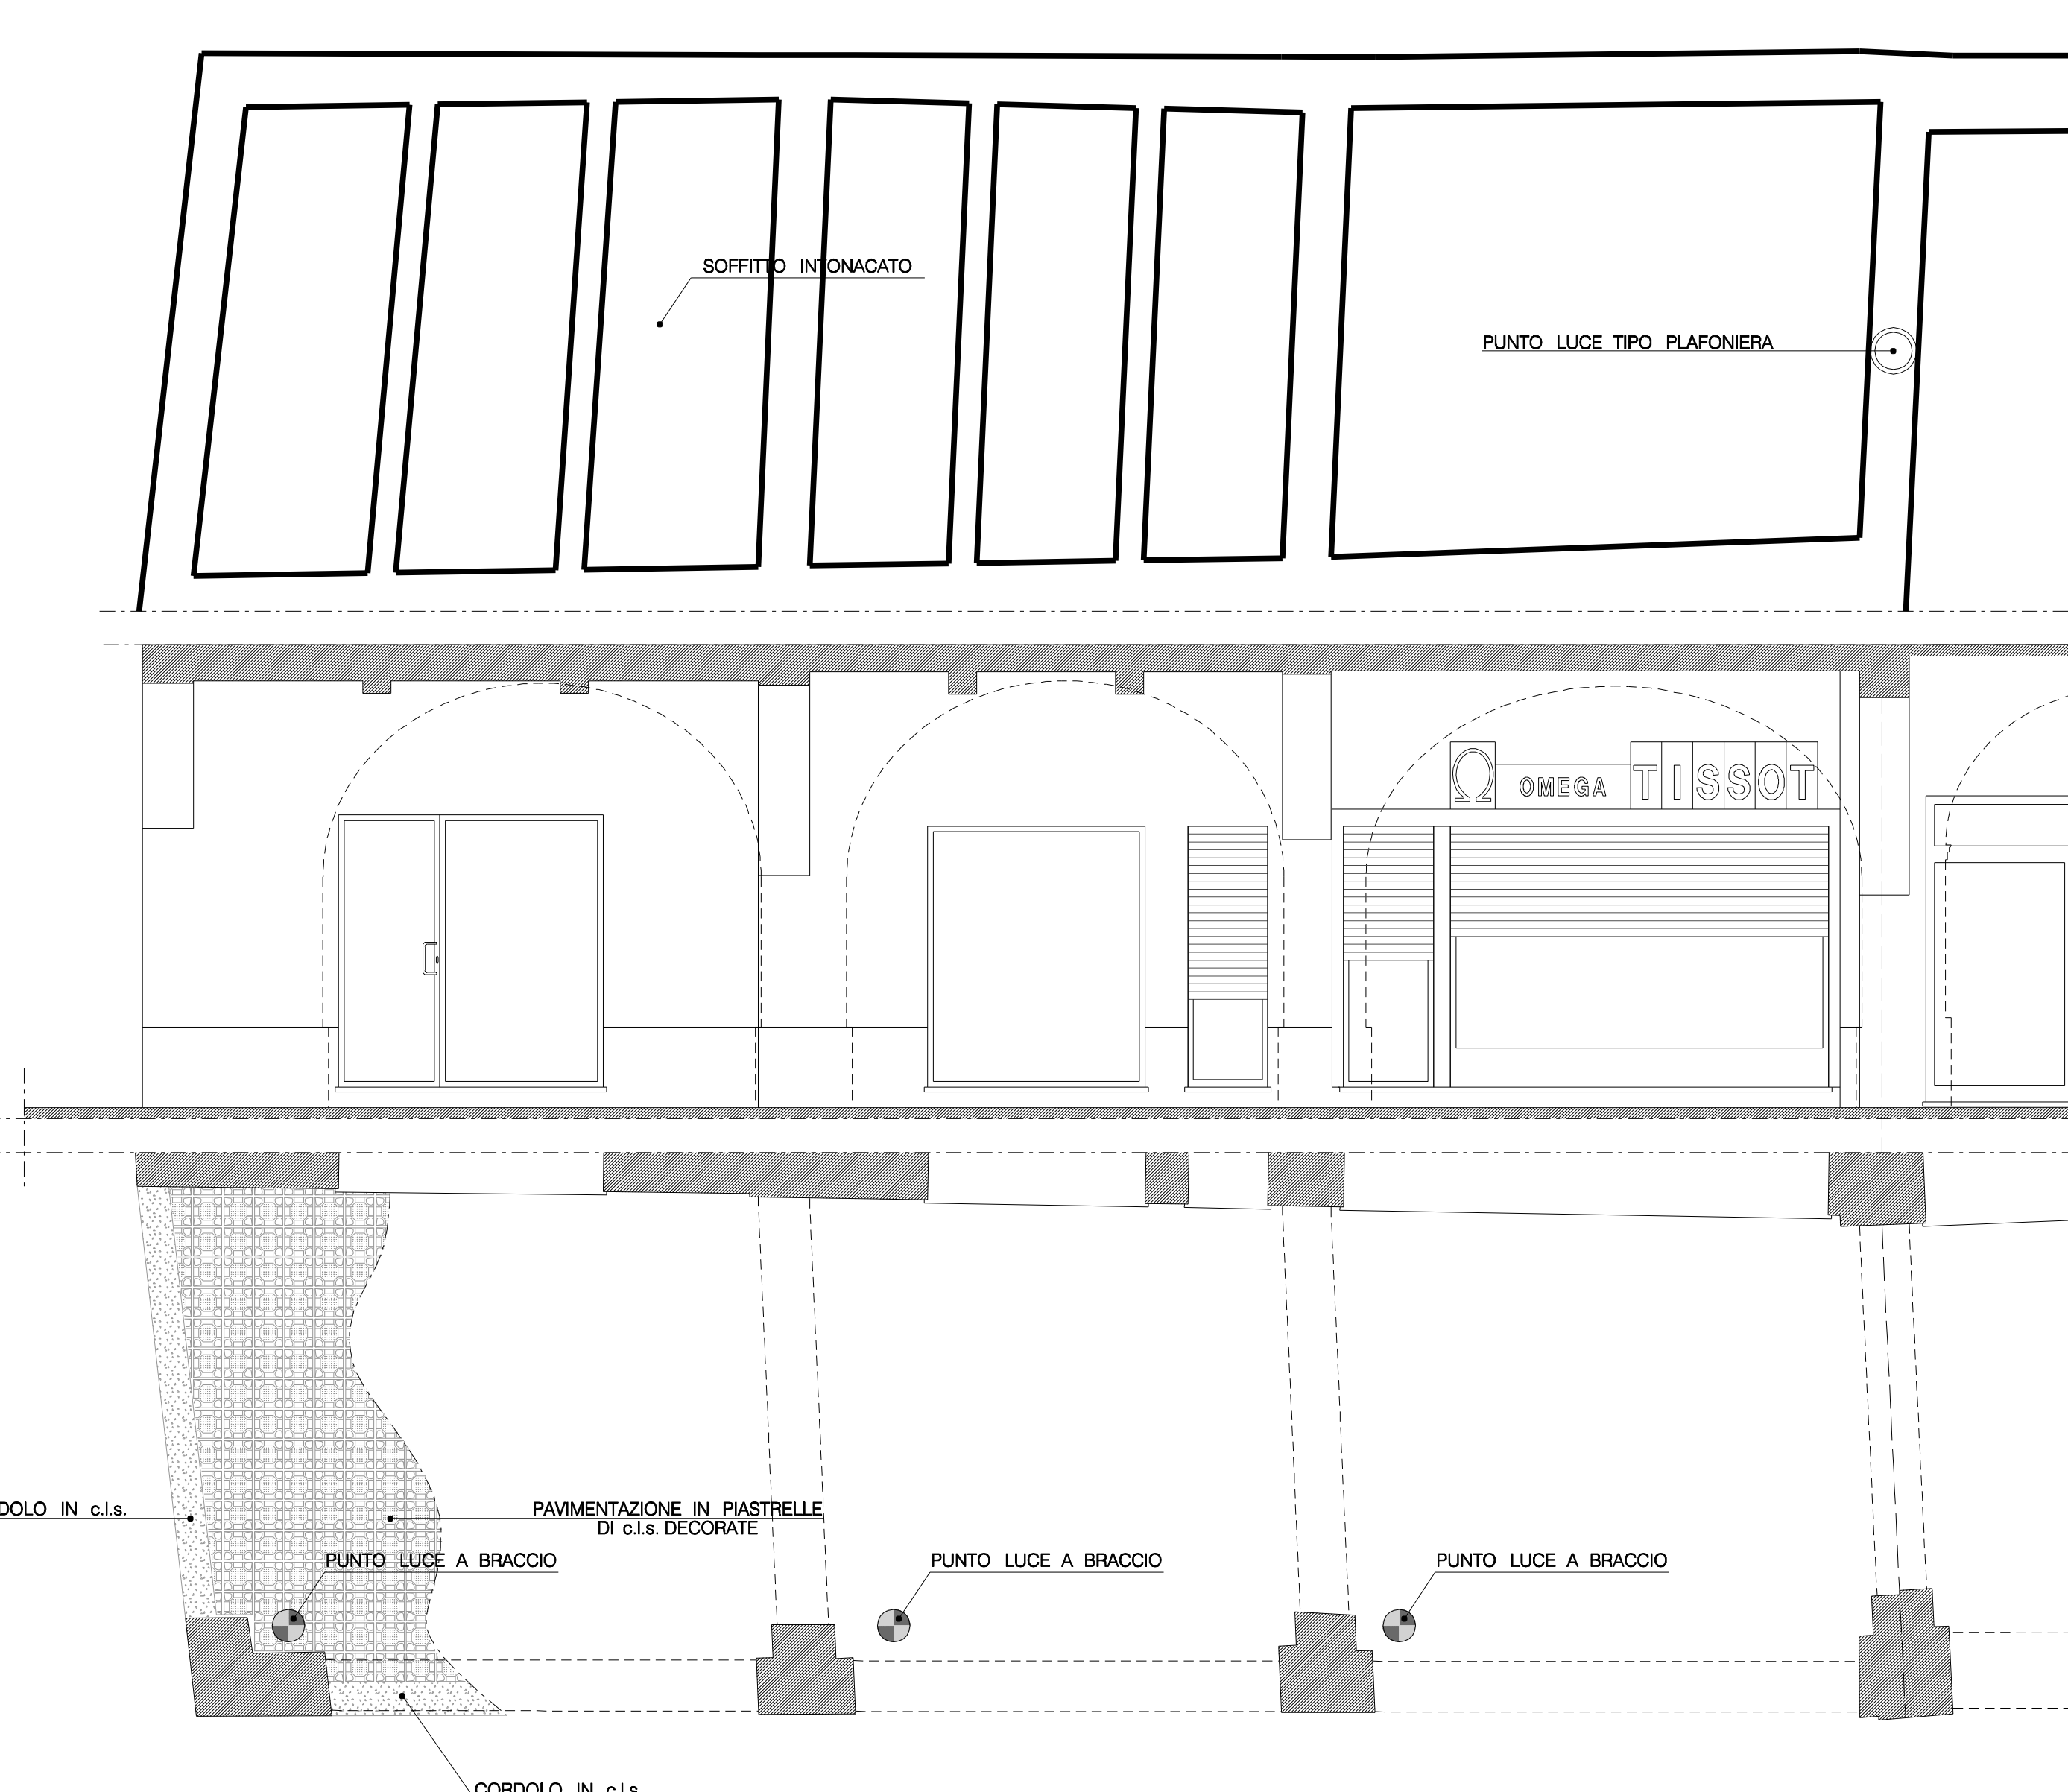 SOFFITTO INTONACATO
PUNTO LUCE TIPO PLAFONIERA
Ω OMEGA TISSOT
DOLO IN c.l.s.
PAVIMENTAZIONE IN PIASTRELLE
DI c.l.s. DECORATE
PUNTO LUCE A BRACCIO
PUNTO LUCE A BRACCIO
PUNTO LUCE A BRACCIO
CORDOLO IN c.l.s.